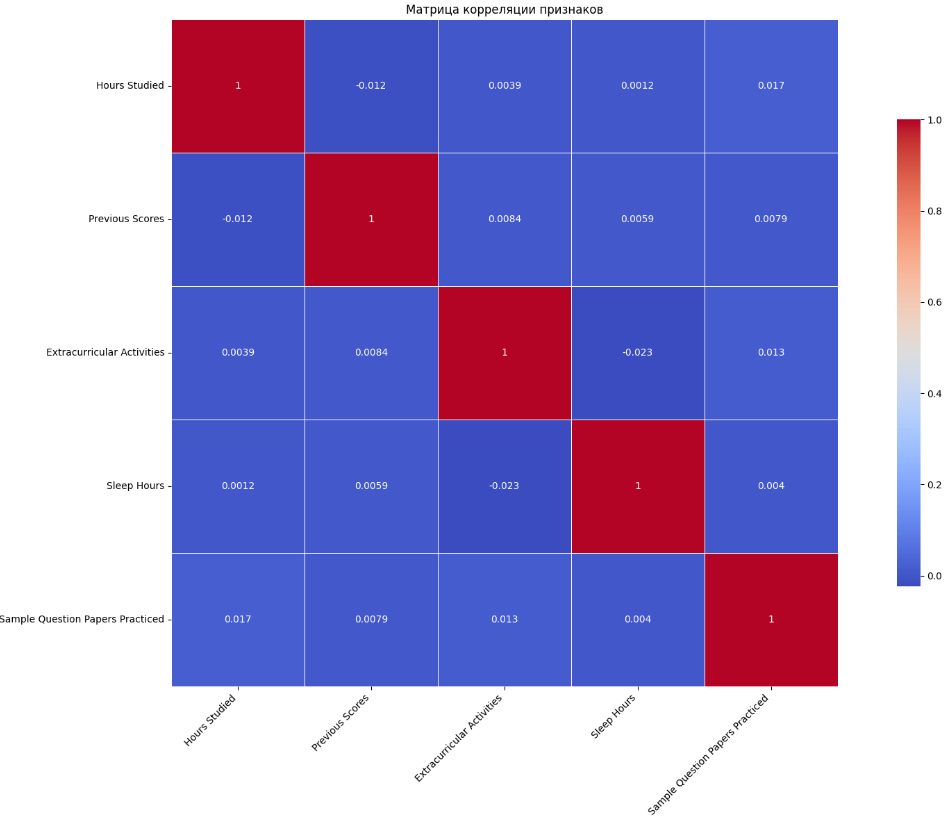 Матрица корреляции признаков
Hours Studied
1
-0.012
0.0039
0.0012
0.017
Previous Scores
-0.012
1
0.0084
0.0059
0.0079
Extracurricular Activities
0.0039
0.0084
1
-0.023
0.013
Sleep Hours
0.0012
0.0059
-0.023
1
0.004
Sample Question Papers Practiced
0.017
0.0079
0.013
0.004
1
Hours Studied
Previous Scores
Extracurricular Activities
Sleep Hours
Sample Question Papers Practiced
1.0
0.8
0.6
0.4
0.2
0.0